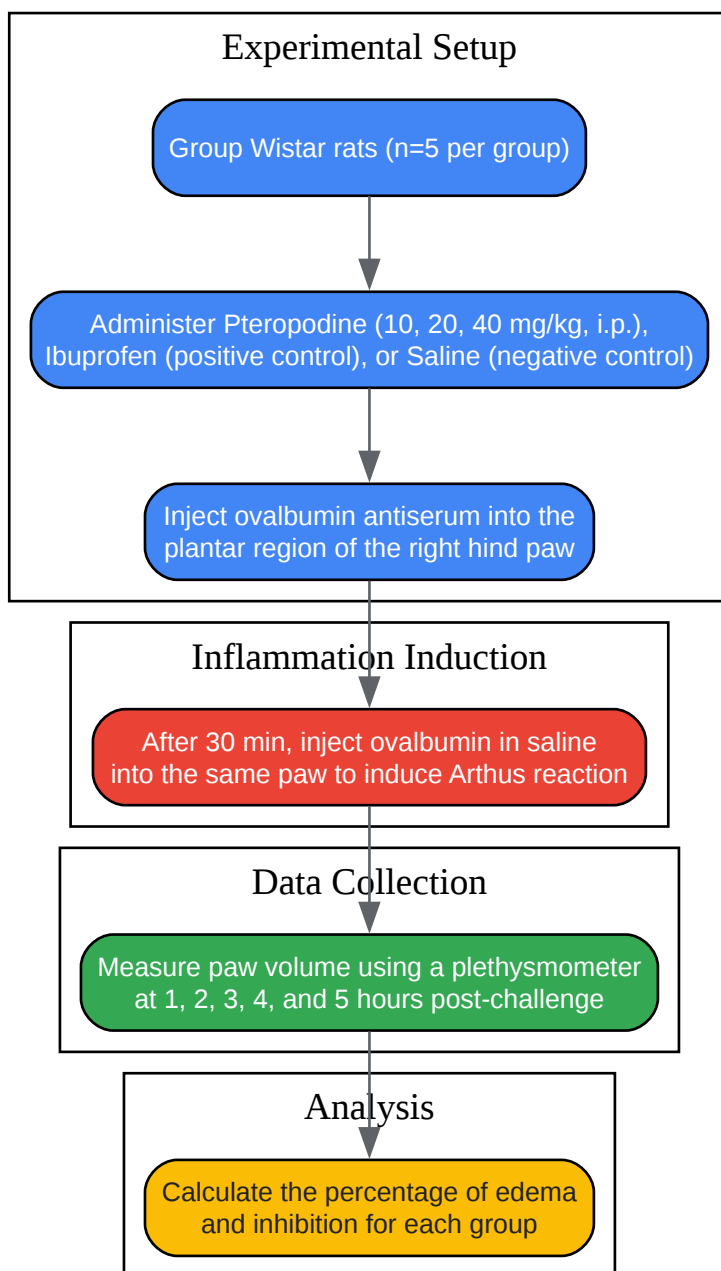 Experimental Setup
Group Wistar rats (n=5 per group)
Administer Pteropodine (10, 20, 40 mg/kg, i.p.),
Ibuprofen (positive control), or Saline (negative control)
Inject ovalbumin antiserum into the
plantar region of the right hind paw
Inflammation Induction
After 30 min, inject ovalbumin in saline
into the same paw to induce Arthus reaction
Data Collection
Measure paw volume using a plethysmometer
at 1, 2, 3, 4, and 5 hours post-challenge
Analysis
Calculate the percentage of edema
and inhibition for each group